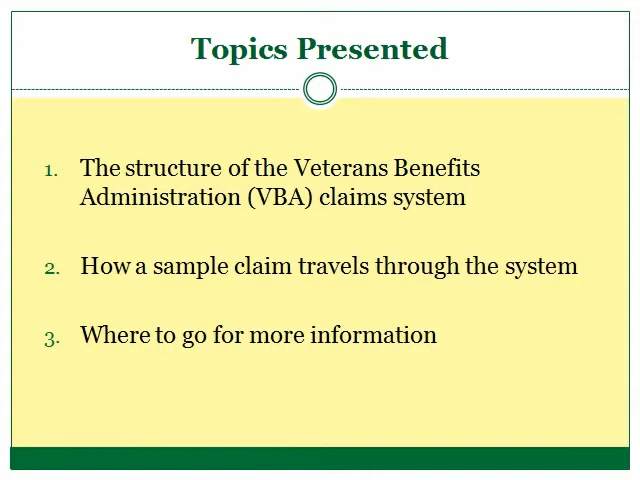 Topics Presented
1. The structure of the Veterans Benefits
Administration (VBA) claims system
2. How a sample claim travels through the system
3. Where to go for more information